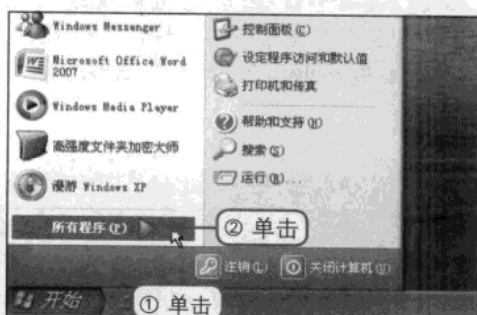 Windows Messenger
Microsoft Office Word
2007
Windows Media Player
高强度文件夹加密大师
漫游 Windows XP
所有程序(P)
控制面板(C)
设定程序访问和默认值
打印机和传真
帮助和支持(H)
搜索(S)
运行(R)...
② 单击
注销(L)
关闭计算机(U)
开始
① 单击